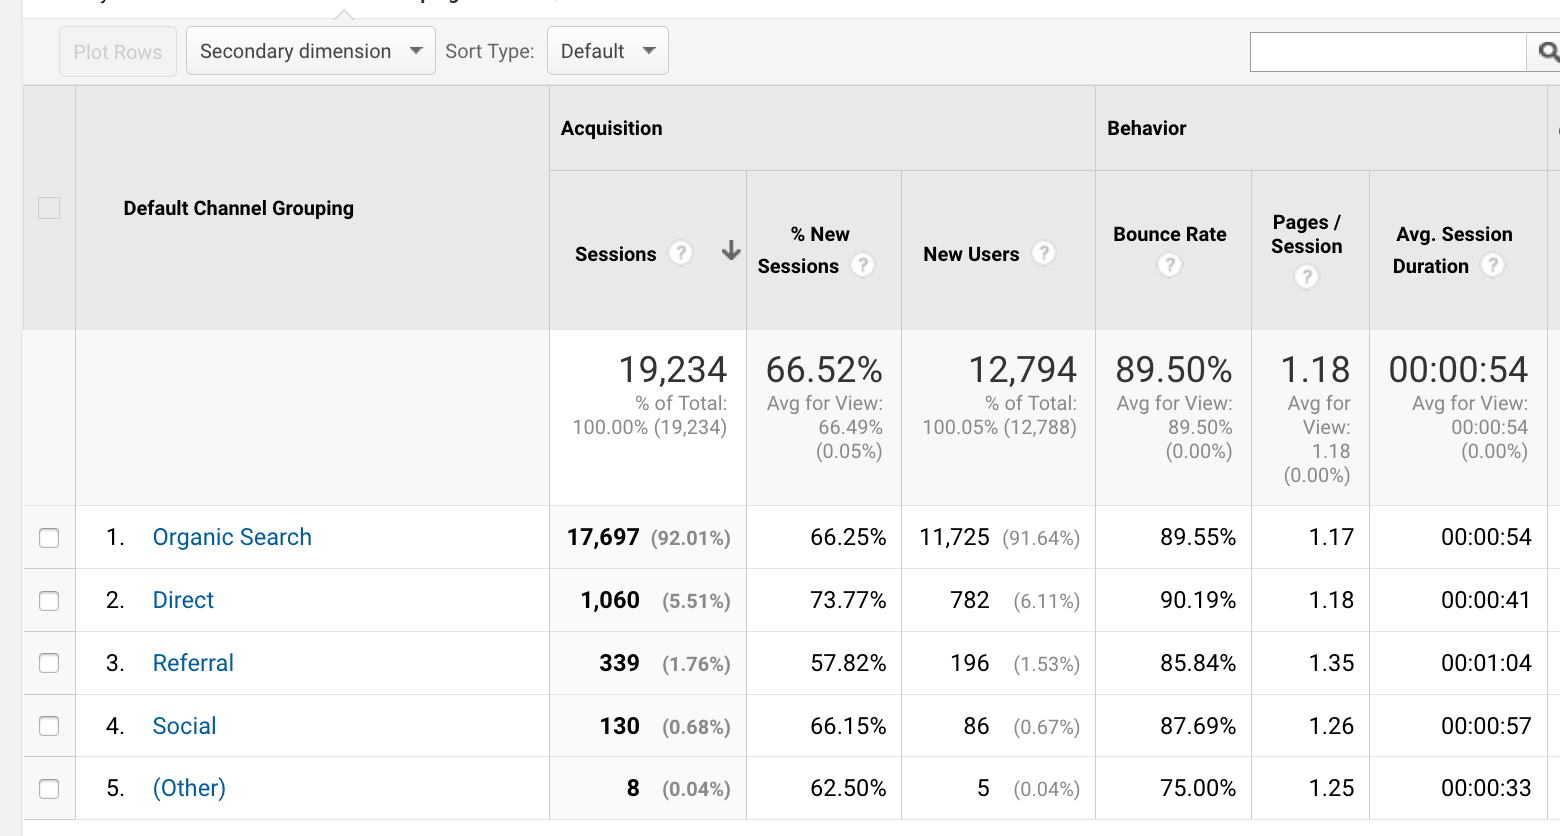 Plot Rows
Secondary dimension
Sort Type:
Default
Default Channel Grouping
Acquisition
Behavior
Sessions ?
% New
Sessions ?
New Users ?
Bounce Rate
?
Pages /
Session
?
Avg. Session
Duration ?
19,234
% of Total:
100.00% (19,234)
66.52%
Avg for View:
66.49%
(0.05%)
12,794
% of Total:
100.05% (12,788)
89.50%
Avg for View:
89.50%
(0.00%)
1.18
Avg for
View:
1.18
(0.00%)
00:00:54
Avg for View:
00:00:54
(0.00%)
1. Organic Search 17,697 (92.01%) 66.25% 11,725 (91.64%) 89.55% 1.17 00:00:54
2. Direct 1,060 (5.51%) 73.77% 782 (6.11%) 90.19% 1.18 00:00:41
3. Referral 339 (1.76%) 57.82% 196 (1.53%) 85.84% 1.35 00:01:04
4. Social 130 (0.68%) 66.15% 86 (0.67%) 87.69% 1.26 00:00:57
5. (Other) 8 (0.04%) 62.50% 5 (0.04%) 75.00% 1.25 00:00:33